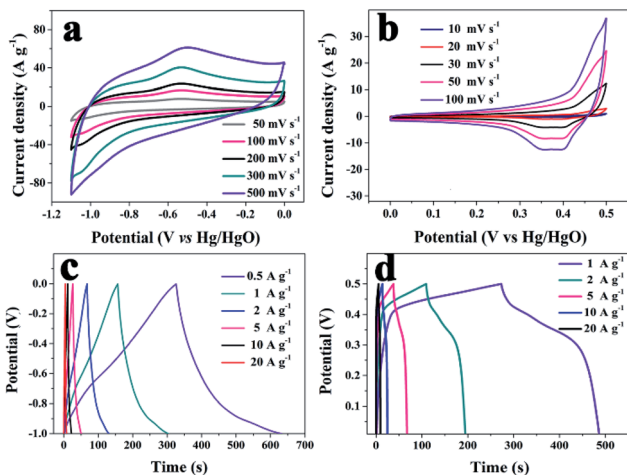 a
Current density (A g-1)
80
40
0
-40
-80
50 mV s-1
100 mV s-1
200 mV s-1
300 mV s-1
500 mV s-1
-1.2 -0.9 -0.6 -0.3 0.0
Potential (V vs Hg/HgO)
b
Current density (A g-1)
40
30
20
10
0
-10
-20
-30
10 mV s-1
20 mV s-1
30 mV s-1
50 mV s-1
100 mV s-1
0.0 0.1 0.2 0.3 0.4 0.5
Potential (V vs Hg/HgO)
c
Potential (V)
0.0
-0.2
-0.4
-0.6
-0.8
-1.0
0.5 A g-1
1 A g-1
2 A g-1
5 A g-1
10 A g-1
20 A g-1
0 100 200 300 400 500 600 700
Time (s)
d
Potential (V)
0.5
0.4
0.3
0.2
0.1
1 A g-1
2 A g-1
5 A g-1
10 A g-1
20 A g-1
0 100 200 300 400 500
Time (s)